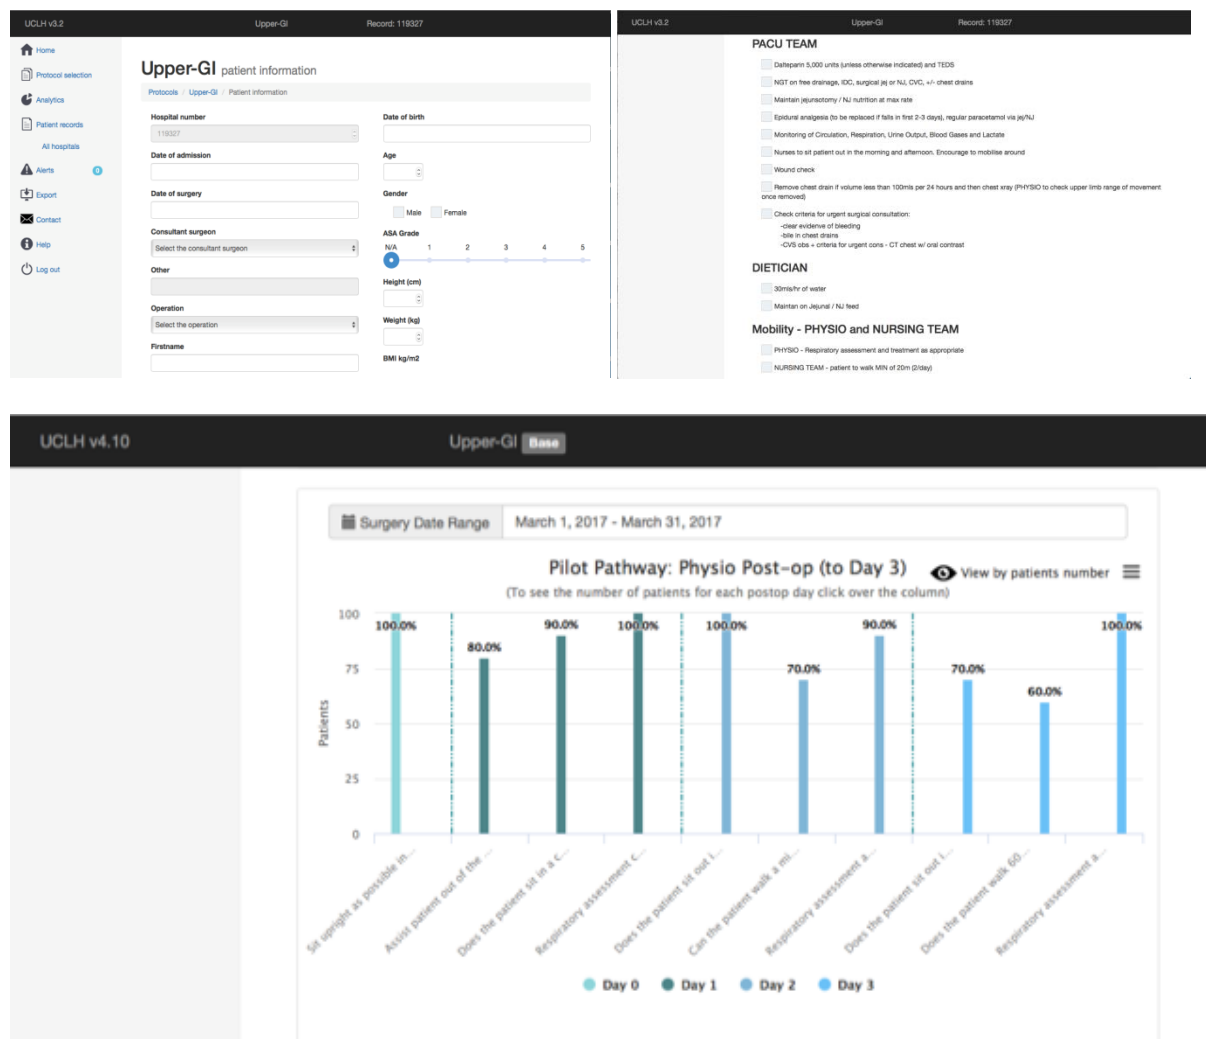 UCLH v3.2 Upper-GI Record: 119327
Home
Protocol selection
Analytics
Patient records
All hospitals
Alerts 0
Export
Contact
Help
Log out
Upper-GI patient information
Protocols / Upper-GI / Patient information
Hospital number
119327
Date of admission
Date of surgery
Consultant surgeon
Select the consultant surgeon
Other
Operation
Select the operation
Firstname
Date of birth
Age
Gender
Male Female
ASA Grade
N/A 1 2 3 4 5
Height (cm)
Weight (kg)
BMI kg/m2
UCLH v3.2 Upper-GI Record: 119327
PACU TEAM
Dalteparin 5,000 units (unless otherwise indicated) and TEDS
NGT on free drainage, IDC, surgical jej or NJ, CVC, +/- chest drains
Maintain jejunsotomy / NJ nutrition at max rate
Epidural analgesia (to be replaced if falls in first 2-3 days), regular paracetamol via jej/NJ
Monitoring of Circulation, Respiration, Urine Output, Blood Gases and Lactate
Nurses to sit patient out in the morning and afternoon. Encourage to mobilise around
Wound check
Remove chest drain if volume less than 100mls per 24 hours and then chest xray (PHYSIO to check upper limb range of movement
once removed)
Check criteria for urgent surgical consultation:
-clear evidenve of bleeding
-bile in chest drains
-CVS obs + criteria for urgent cons - CT chest w/ oral contrast
DIETICIAN
30mls/hr of water
Maintan on Jejunal / NJ feed
Mobility - PHYSIO and NURSING TEAM
PHYSIO - Respiratory assessment and treatment as appropriate
NURSING TEAM - patient to walk MIN of 20m (2/day)
UCLH v4.10 Upper-GI Base
Surgery Date Range March 1, 2017 - March 31, 2017
Pilot Pathway: Physio Post-op (to Day 3)
View by patients number
(To see the number of patients for each postop day click over the column)
Patients
100
75
50
25
0
100.0% 80.0% 90.0% 100.0% 100.0% 70.0% 90.0% 70.0% 60.0% 100.0%
Sit upright as possible in...
Assist patient out of the ...
Does the patient sit in a c...
Respiratory assessment c...
Does the patient sit out i...
Can the patient walk a mi...
Respiratory assessment a...
Does the patient sit out i...
Does the patient walk 60...
Respiratory assessment a...
Day 0 Day 1 Day 2 Day 3